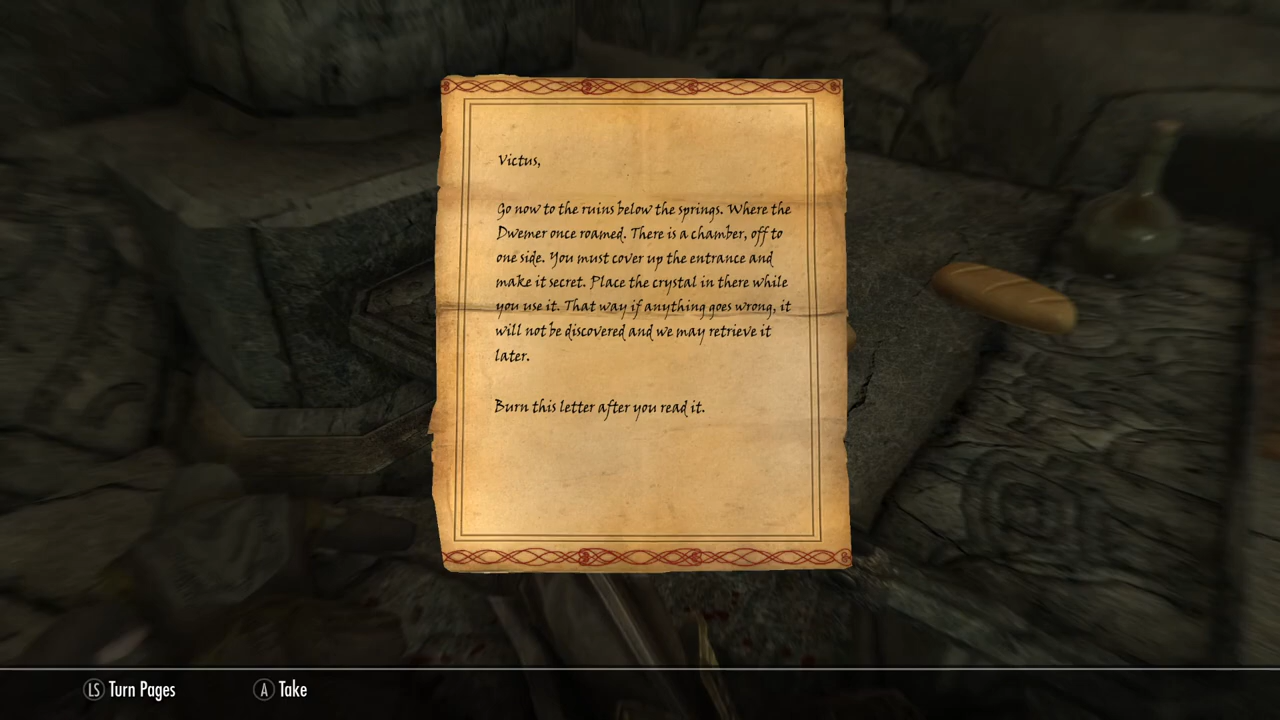 Victus,
Go now to the ruins below the springs. Where the
Dwemer once roamed. There is a chamber, off to
one side. You must cover up the entrance and
make it secret. Place the crystal in there while
you use it. That way if anything goes wrong, it
will not be discovered and we may retrieve it
later.
Burn this letter after you read it.
LS Turn Pages A Take